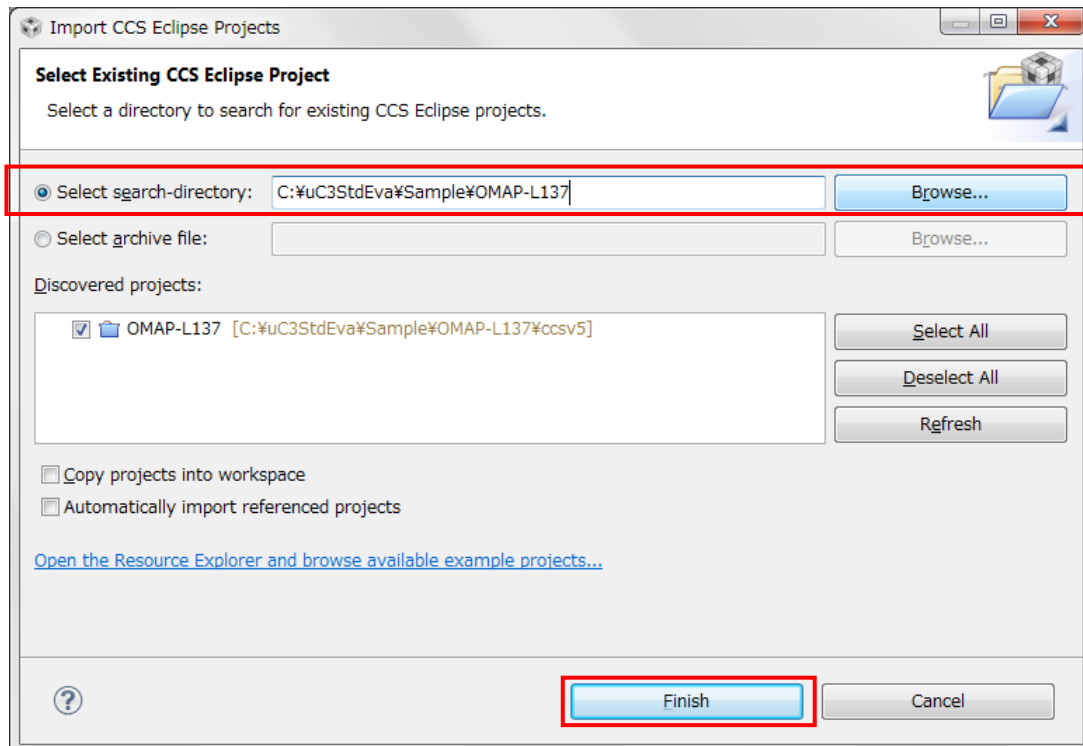 Import CCS Eclipse Projects
Select Existing CCS Eclipse Project
Select a directory to search for existing CCS Eclipse projects.
Select search-directory: C:¥uC3StdEva¥Sample¥OMAP-L137 Browse...
Select archive file: Browse...
Discovered projects:
OMAP-L137 [C:¥uC3StdEva¥Sample¥OMAP-L137¥ccsv5]
Select All
Deselect All
Refresh
Copy projects into workspace
Automatically import referenced projects
Open the Resource Explorer and browse available example projects...
? Finish Cancel